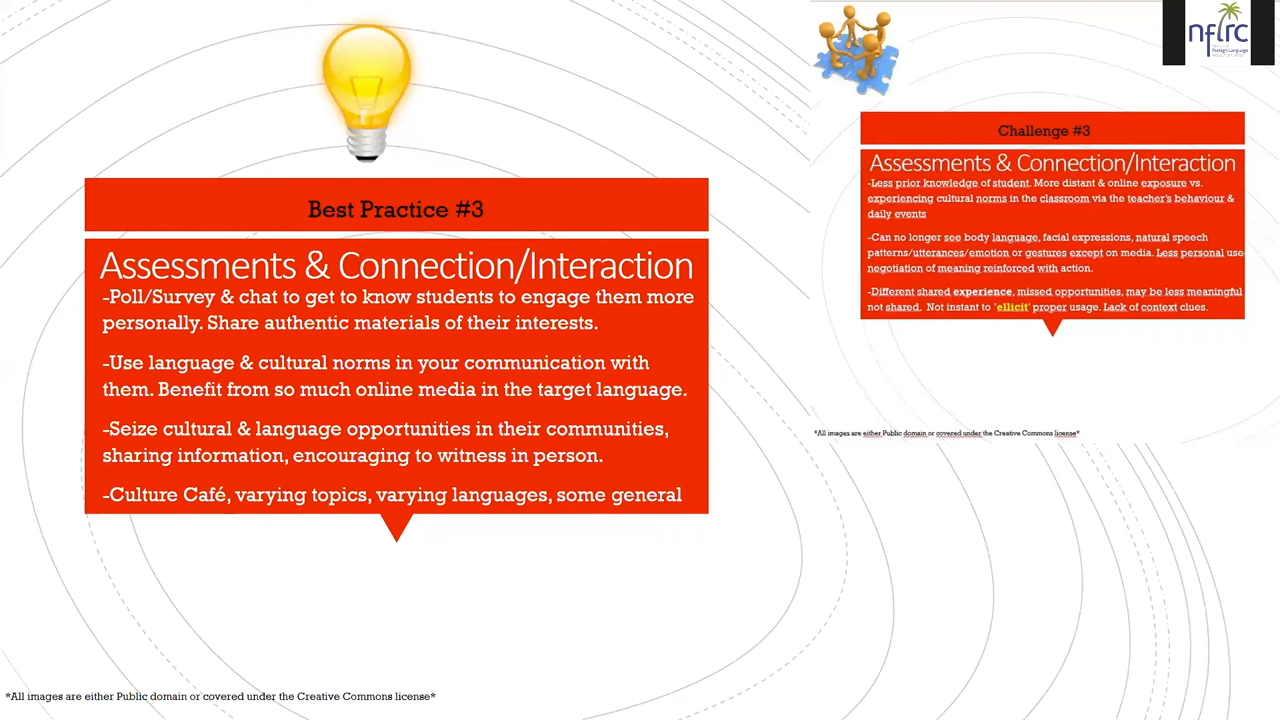 Best Practice #3
Assessments & Connection/Interaction
-Poll/Survey & chat to get to know students to engage them more
personally. Share authentic materials of their interests.
-Use language & cultural norms in your communication with
them. Benefit from so much online media in the target language.
-Seize cultural & language opportunities in their communities,
sharing information, encouraging to witness in person.
-Culture Café, varying topics, varying languages, some general
*All images are either Public domain or covered under the Creative Commons license*
nflrc
Foreign Language
Challenge #3
Assessments & Connection/Interaction
-Less prior knowledge of student. More distant & online exposure vs.
experiencing cultural norms in the classroom via the teacher's behaviour &
daily events
-Can no longer see body language, facial expressions, natural speech
patterns/utterances/emotion or gestures except on media. Less personal use
negotiation of meaning reinforced with action.
-Different shared experience, missed opportunities, may be less meaningful
not shared. Not instant to 'ellicit' proper usage. Lack of context clues.
*All images are either Public domain or covered under the Creative Commons license*